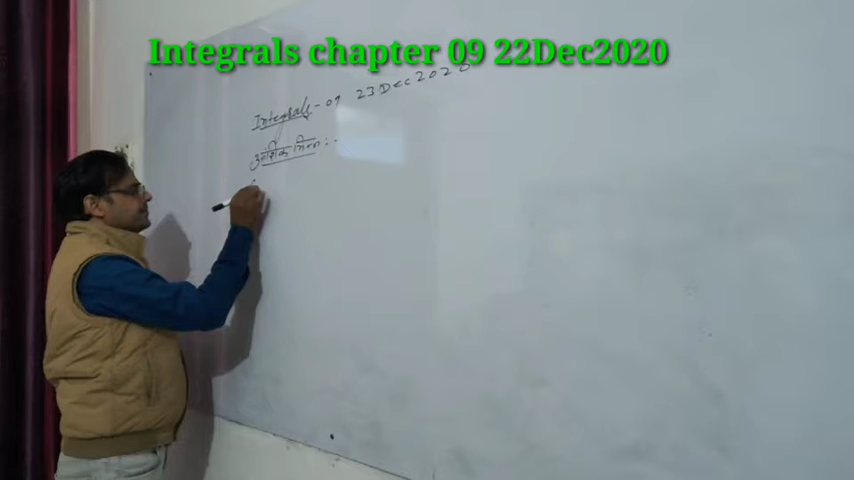 Integrals, chapter 09 22Dec2020
Integrals - 09 23 Dec 2020
आंशिक भिन्न :-